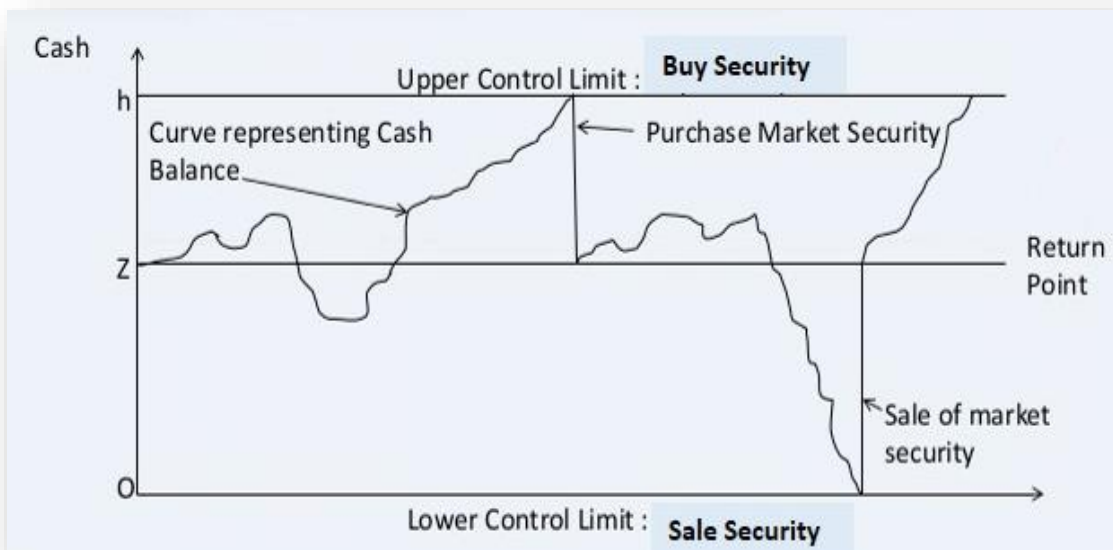 Cash
Upper Control Limit : Buy Security
h
Curve representing Cash
Balance
Purchase Market Security
Z
Return
Point
Sale of market
security
O
Lower Control Limit : Sale Security